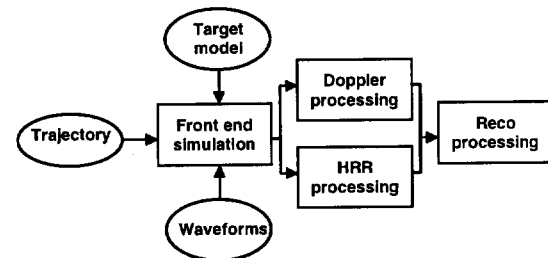 Target
model
Doppler
processing
Trajectory
Front end
simulation
Reco
processing
HRR
processing
Waveforms